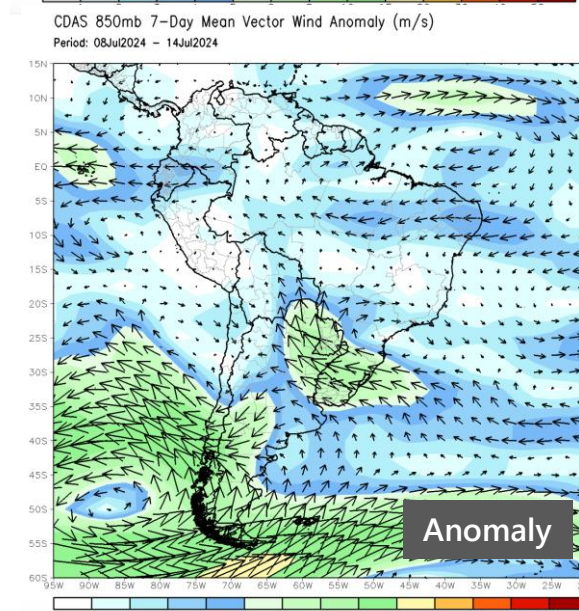 CDAS 850mb 7-Day Mean Vector Wind Anomaly (m/s)
Period: 08Jul2024 - 14Jul2024
15N
10N
5N
EQ
5S
10S
15S
20S
25S
30S
35S
40S
45S
50S
55S
60S
Anomaly
95W 90W 85W 80W 75W 70W 65W 60W 55W 50W 45W 40W 35W 30W 25W